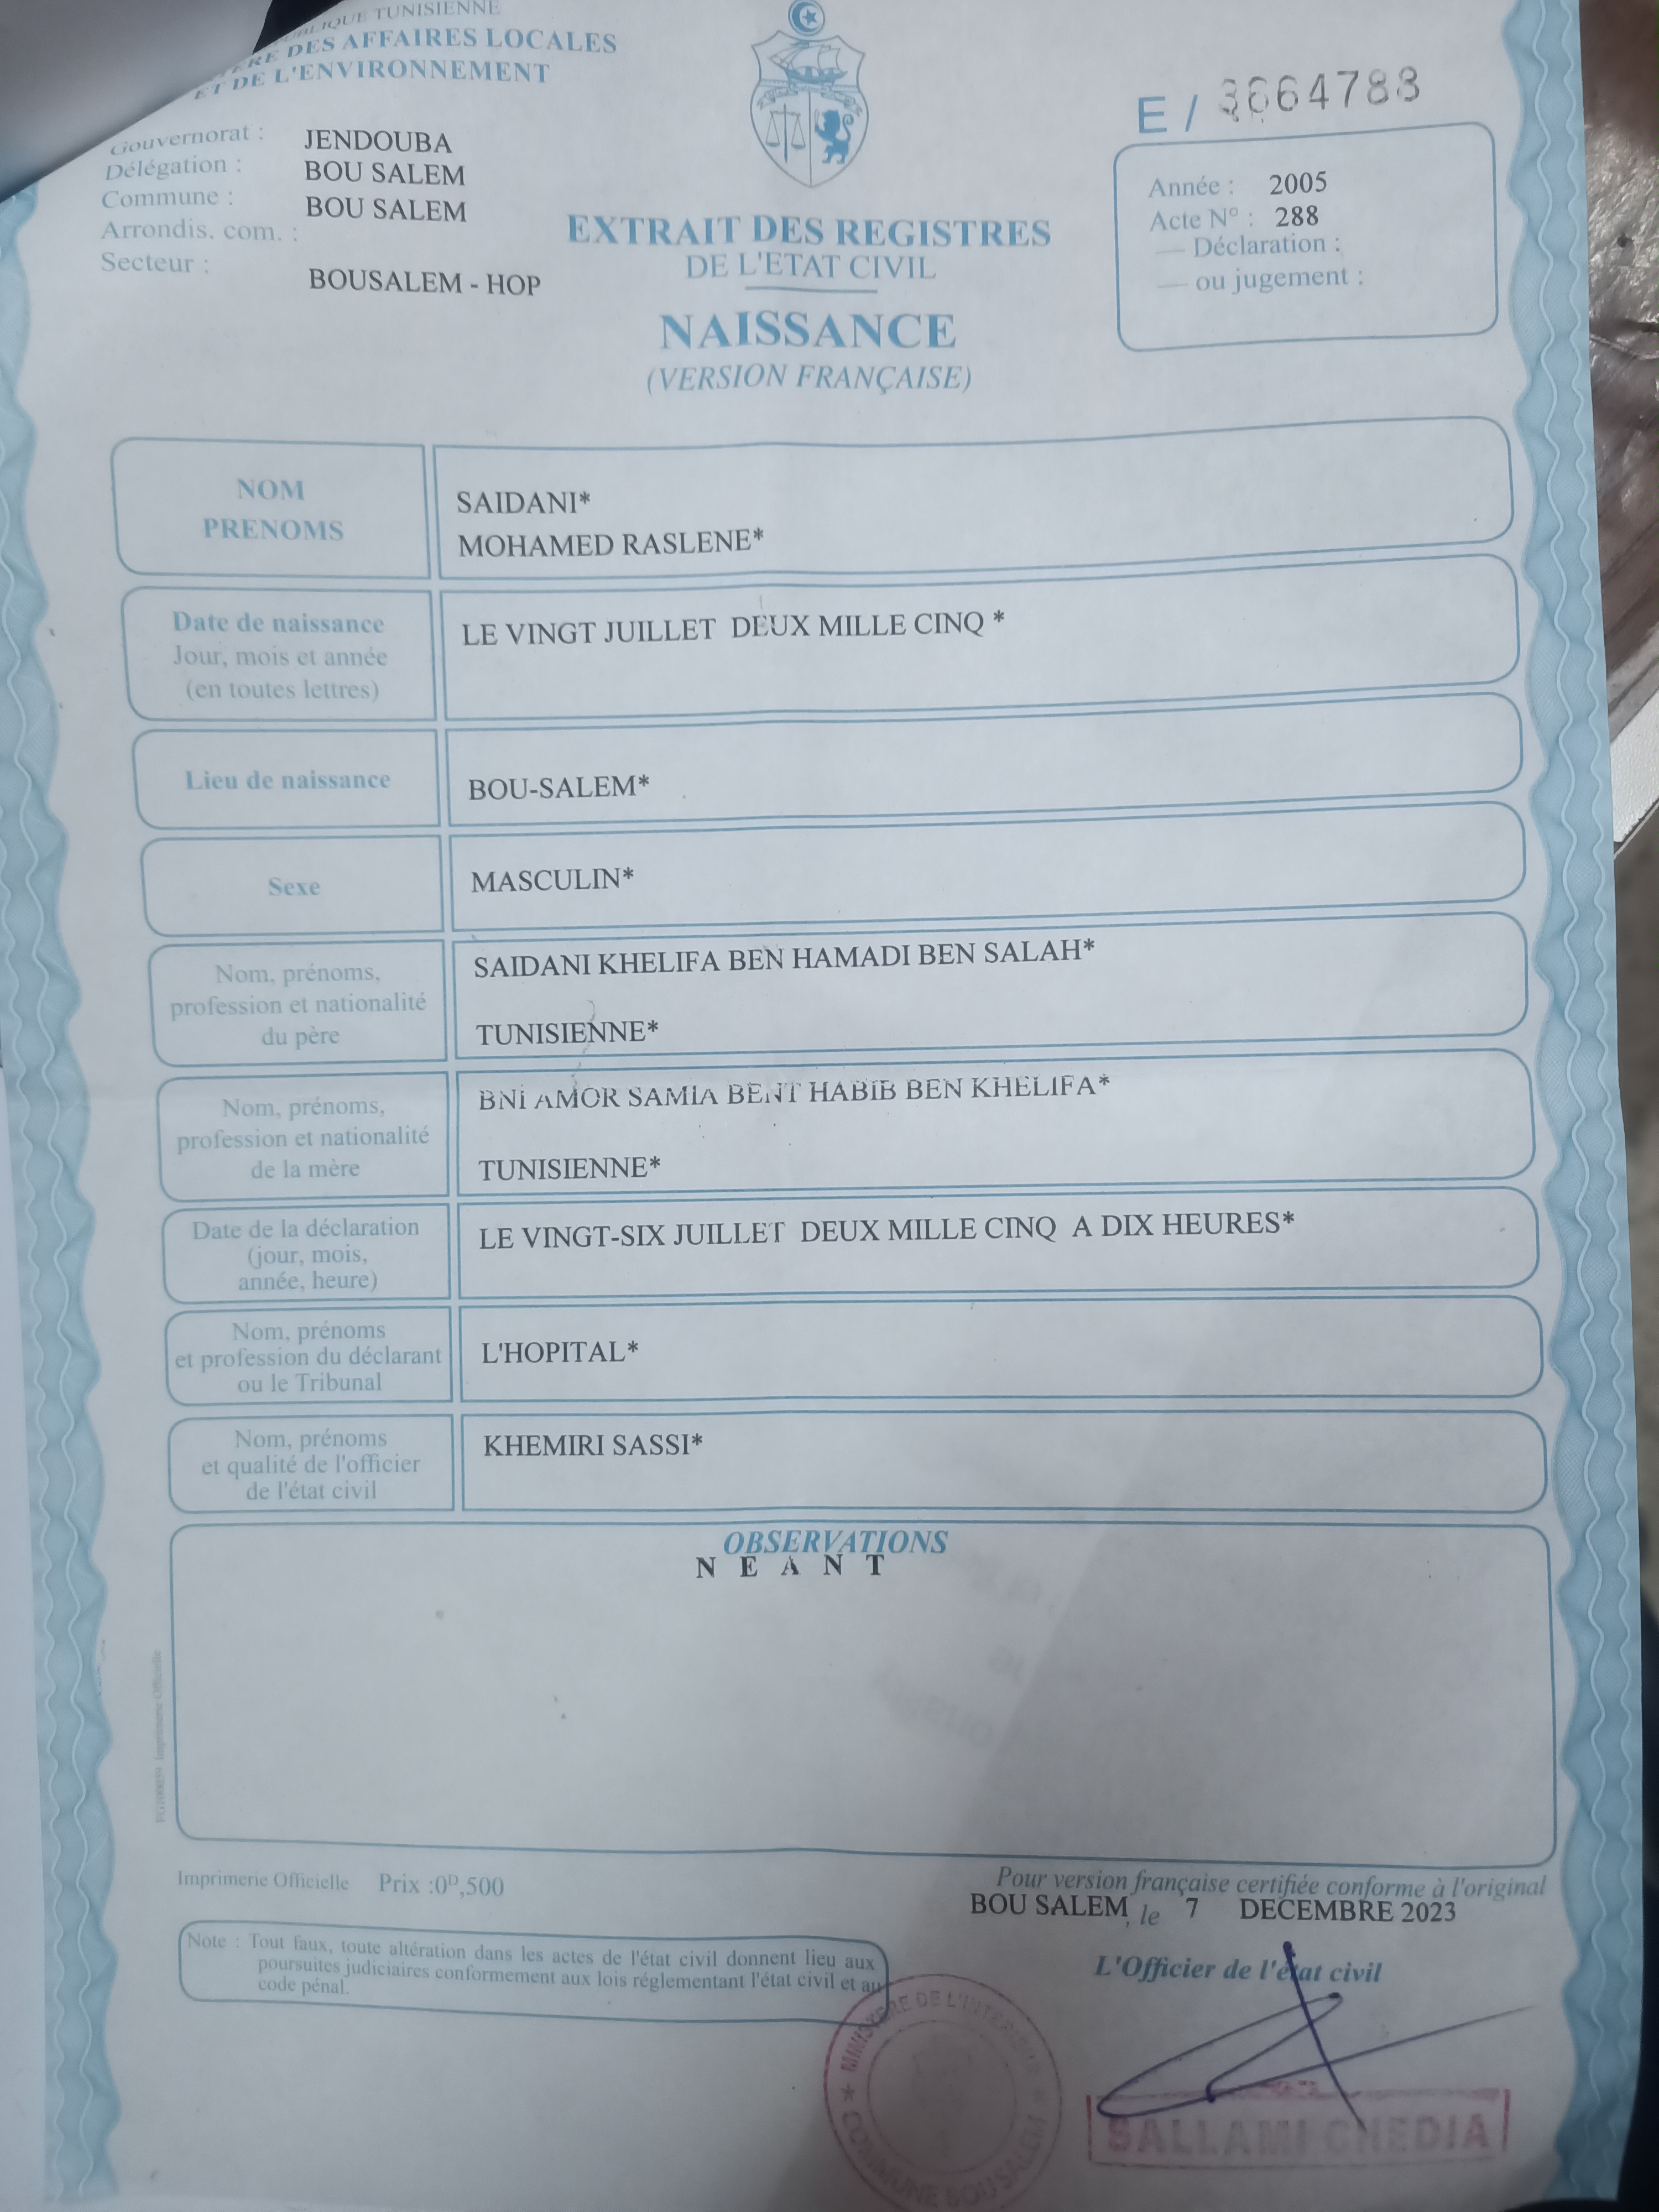 RÉPUBLIQUE TUNISIENNE
DES AFFAIRES LOCALES
ET DE L'ENVIRONNEMENT
Gouvernorat : JENDOUBA
Délégation : BOU SALEM
Commune : BOU SALEM
Arrondis. com. :
Secteur : BOUSALEM - HOP
E / 3664788
Année : 2005
Acte N° : 288
— Déclaration :
— ou jugement :
EXTRAIT DES REGISTRES
DE L'ETAT CIVIL
NAISSANCE
(VERSION FRANÇAISE)
NOM
PRENOMS
SAIDANI*
MOHAMED RASLENE*
Date de naissance
Jour, mois et année
(en toutes lettres)
LE VINGT JUILLET DEUX MILLE CINQ *
Lieu de naissance
BOU-SALEM*
Sexe
MASCULIN*
Nom, prénoms,
profession et nationalité
du père
SAIDANI KHELIFA BEN HAMADI BEN SALAH*
TUNISIENNE*
Nom, prénoms,
profession et nationalité
de la mère
BNI AMOR SAMIA BENT HABIB BEN KHELIFA*
TUNISIENNE*
Date de la déclaration
(jour, mois,
année, heure)
LE VINGT-SIX JUILLET DEUX MILLE CINQ A DIX HEURES*
Nom, prénoms
et profession du déclarant
ou le Tribunal
L'HOPITAL*
Nom, prénoms
et qualité de l'officier
de l'état civil
KHEMIRI SASSI*
OBSERVATIONS
N E A N T
Imprimerie Officielle
Imprimerie Officielle Prix :0ᴰ,500
Pour version française certifiée conforme à l'original
BOU SALEM, le 7 DECEMBRE 2023
Note : Tout faux, toute altération dans les actes de l'état civil donnent lieu aux
poursuites judiciaires conformement aux lois réglementant l'état civil et au
code pénal.
L'Officier de l'état civil
MINISTERE DE L'INTERIEUR
COMMUNE BOU SALEM
SALLAMI CHEDIA